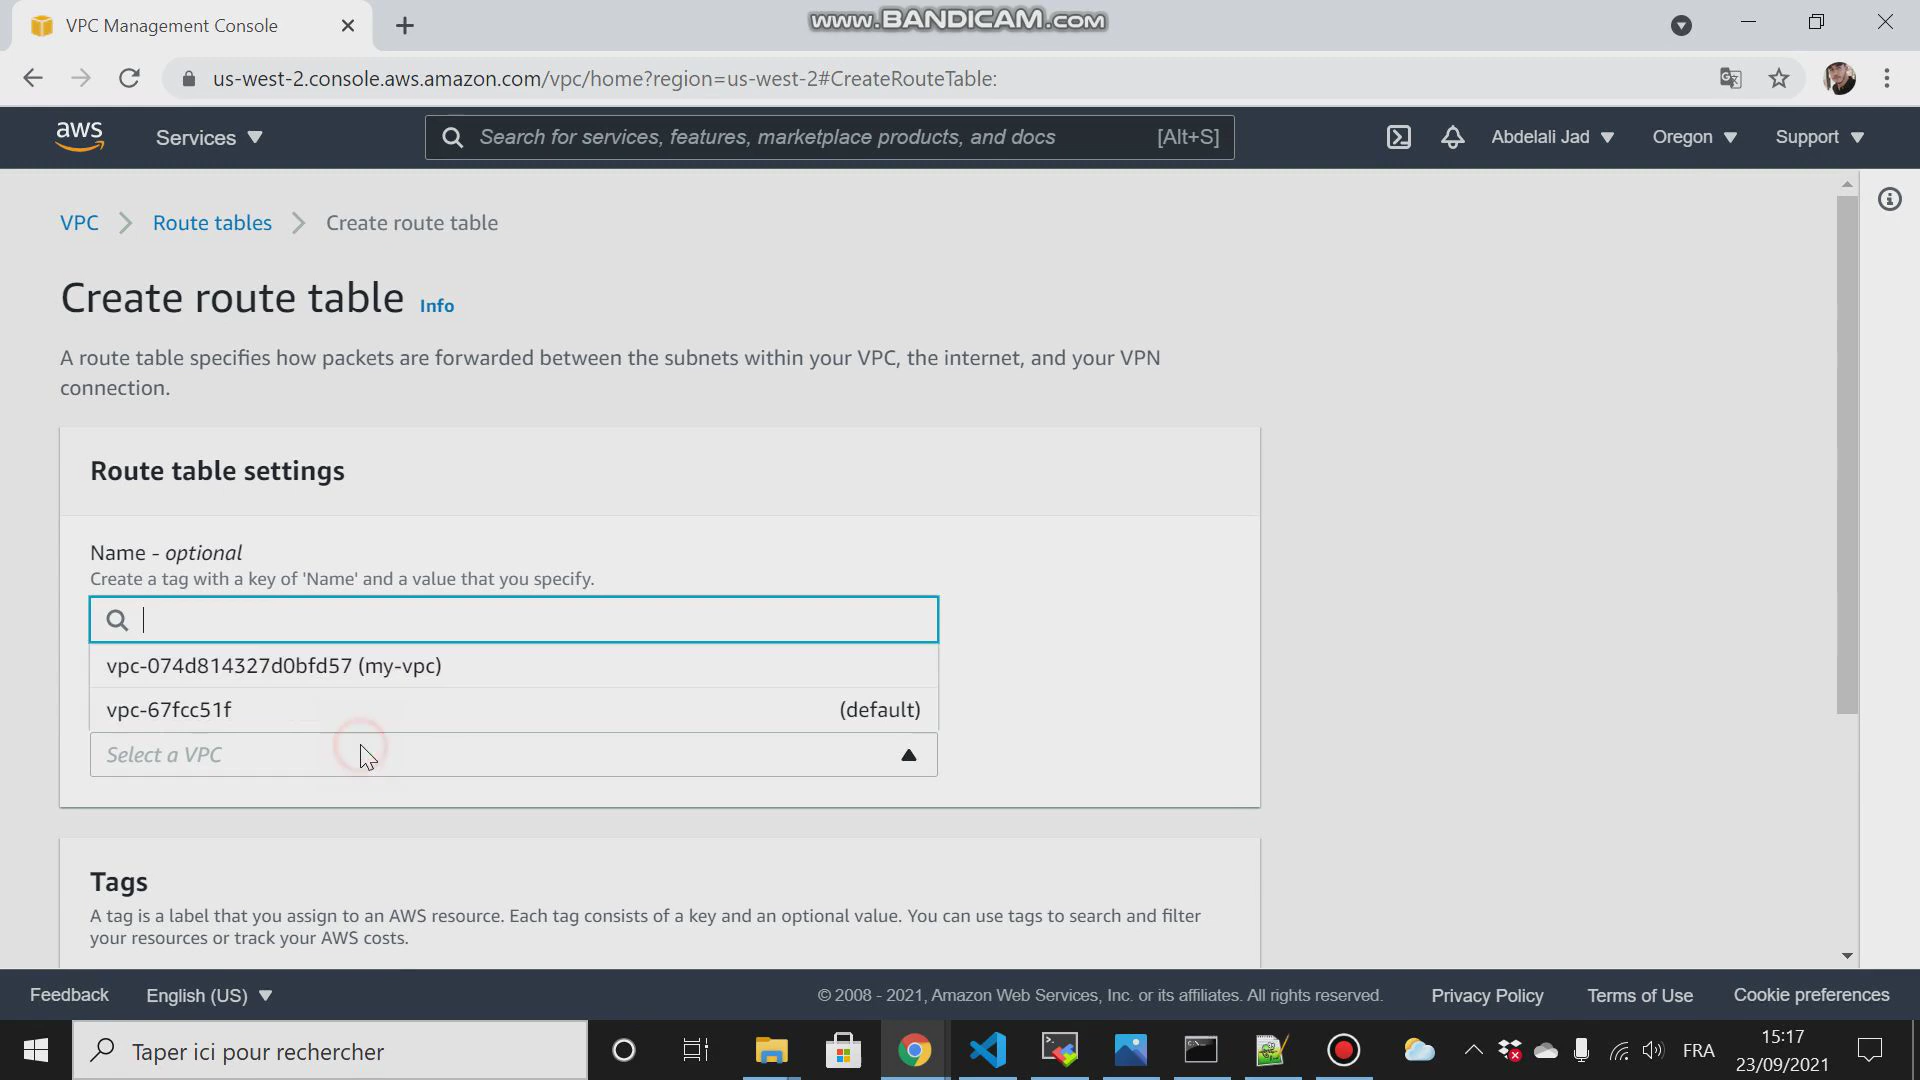 VPC Management Console
www.BANDICAM.com
us-west-2.console.aws.amazon.com/vpc/home?region=us-west-2#CreateRouteTable:
aws
Services
Search for services, features, marketplace products, and docs
[Alt+S]
Abdelali Jad
Oregon
Support
VPC
Route tables
Create route table
Create route table Info
A route table specifies how packets are forwarded between the subnets within your VPC, the internet, and your VPN
connection.
Route table settings
Name - optional
Create a tag with a key of 'Name' and a value that you specify.
vpc-074d814327d0bfd57 (my-vpc)
vpc-67fcc51f (default)
Select a VPC
Tags
A tag is a label that you assign to an AWS resource. Each tag consists of a key and an optional value. You can use tags to search and filter
your resources or track your AWS costs.
Feedback
English (US)
© 2008 - 2021, Amazon Web Services, Inc. or its affiliates. All rights reserved.
Privacy Policy
Terms of Use
Cookie preferences
Taper ici pour rechercher
FRA
15:17
23/09/2021